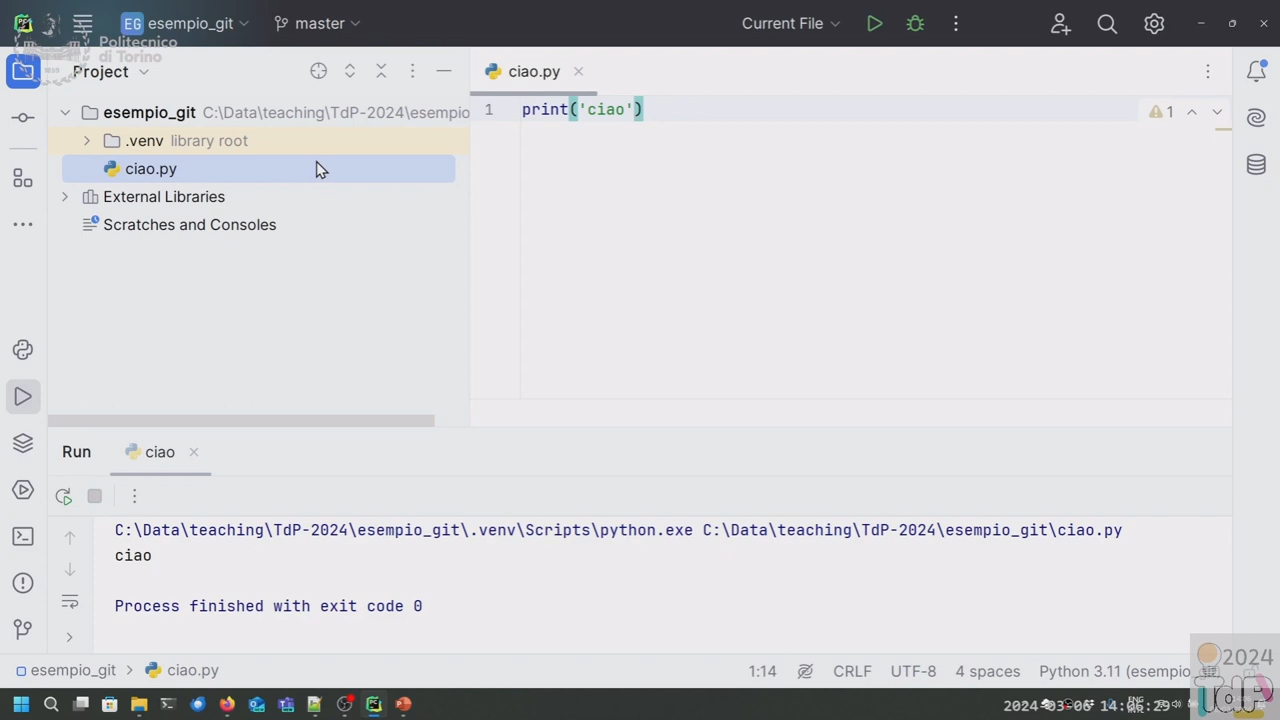 EG esempio_git master Current File
Politecnico
di Torino
Project
ciao.py
esempio_git C:\Data\teaching\TdP-2024\esempio
1 print('ciao')
1
.venv library root
ciao.py
External Libraries
Scratches and Consoles
Run ciao
C:\Data\teaching\TdP-2024\esempio_git\.venv\Scripts\python.exe C:\Data\teaching\TdP-2024\esempio_git\ciao.py
ciao
Process finished with exit code 0
esempio_git ciao.py 1:14 CRLF UTF-8 4 spaces Python 3.11 (esempio_
2024
TdP